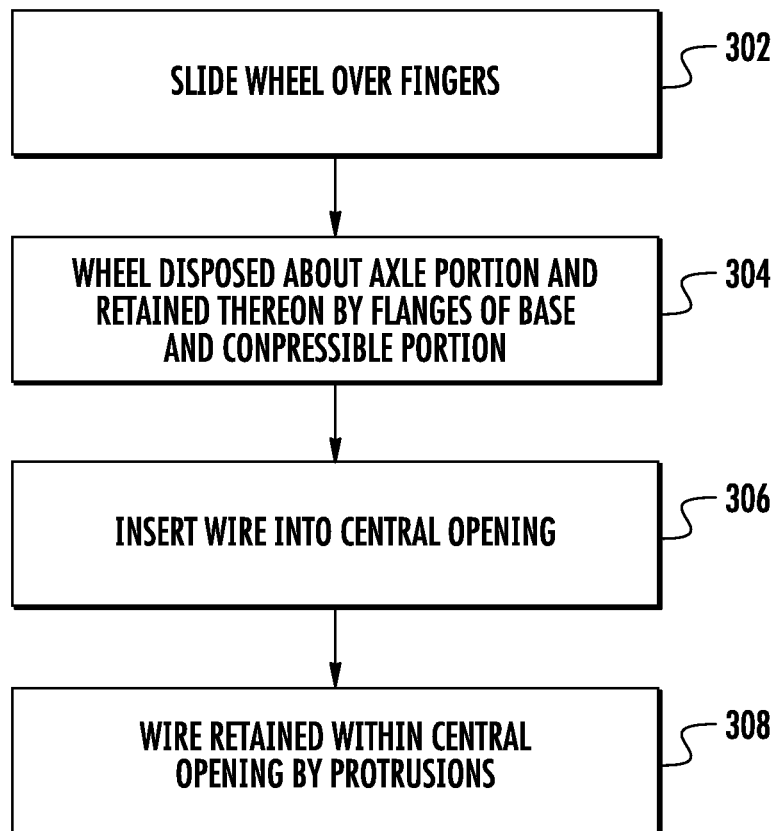 SLIDE WHEEL OVER FINGERS
302
WHEEL DISPOSED ABOUT AXLE PORTION AND
RETAINED THEREON BY FLANGES OF BASE
AND CONPRESSIBLE PORTION
304
INSERT WIRE INTO CENTRAL OPENING
306
WIRE RETAINED WITHIN CENTRAL
OPENING BY PROTRUSIONS
308